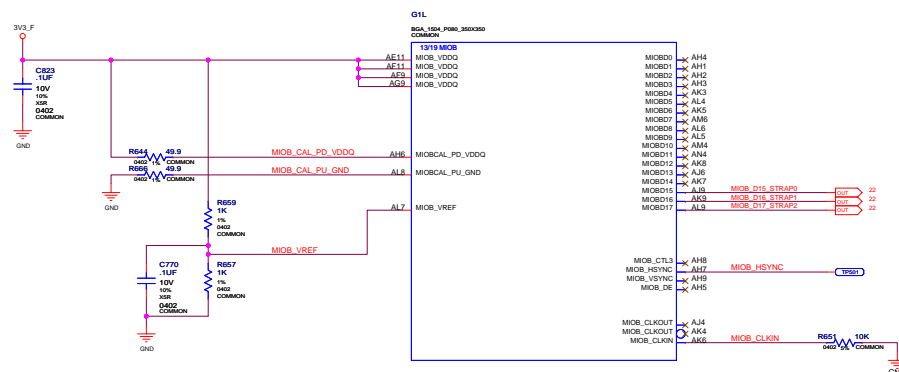 G1L
3V3_F
BGA_1504_P080_350X350
COMMON
13/19 MIOB
AE11 MIOB_VDDQ
AF11 MIOB_VDDQ
AF9 MIOB_VDDQ
AG9 MIOB_VDDQ
C823
.1UF
10V
10%
X5R
0402
COMMON
GND
R644 49.9
0402 1% COMMON
MIOB_CAL_PD_VDDQ
AH6 MIOBCAL_PD_VDDQ
R666 49.9
0402 1% COMMON
MIOB_CAL_PU_GND
AL8 MIOBCAL_PU_GND
GND
R659
1K
1%
0402
COMMON
AL7 MIOB_VREF
MIOB_VREF
C770
.1UF
10V
10%
X5R
0402
COMMON
R657
1K
1%
0402
COMMON
GND
MIOBD0 AH4
MIOBD1 AH1
MIOBD2 AH2
MIOBD3 AH3
MIOBD4 AK3
MIOBD5 AL4
MIOBD6 AK5
MIOBD7 AM6
MIOBD8 AL6
MIOBD9 AL5
MIOBD10 AM4
MIOBD11 AN4
MIOBD12 AK8
MIOBD13 AJ6
MIOBD14 AK7
MIOBD15 AJ9 MIOB_D15_STRAP0 OUT 22
MIOBD16 AK9 MIOB_D16_STRAP1 OUT 22
MIOBD17 AL9 MIOB_D17_STRAP2 OUT 22
MIOB_CTL3 AH8
MIOB_HSYNC AH7 MIOB_HSYNC TP501
MIOB_VSYNC AH9
MIOB_DE AH5
MIOB_CLKOUT AJ4
MIOB_CLKOUT AK4
MIOB_CLKIN AK6 MIOB_CLKIN
R651 10K
0402 5% COMMON